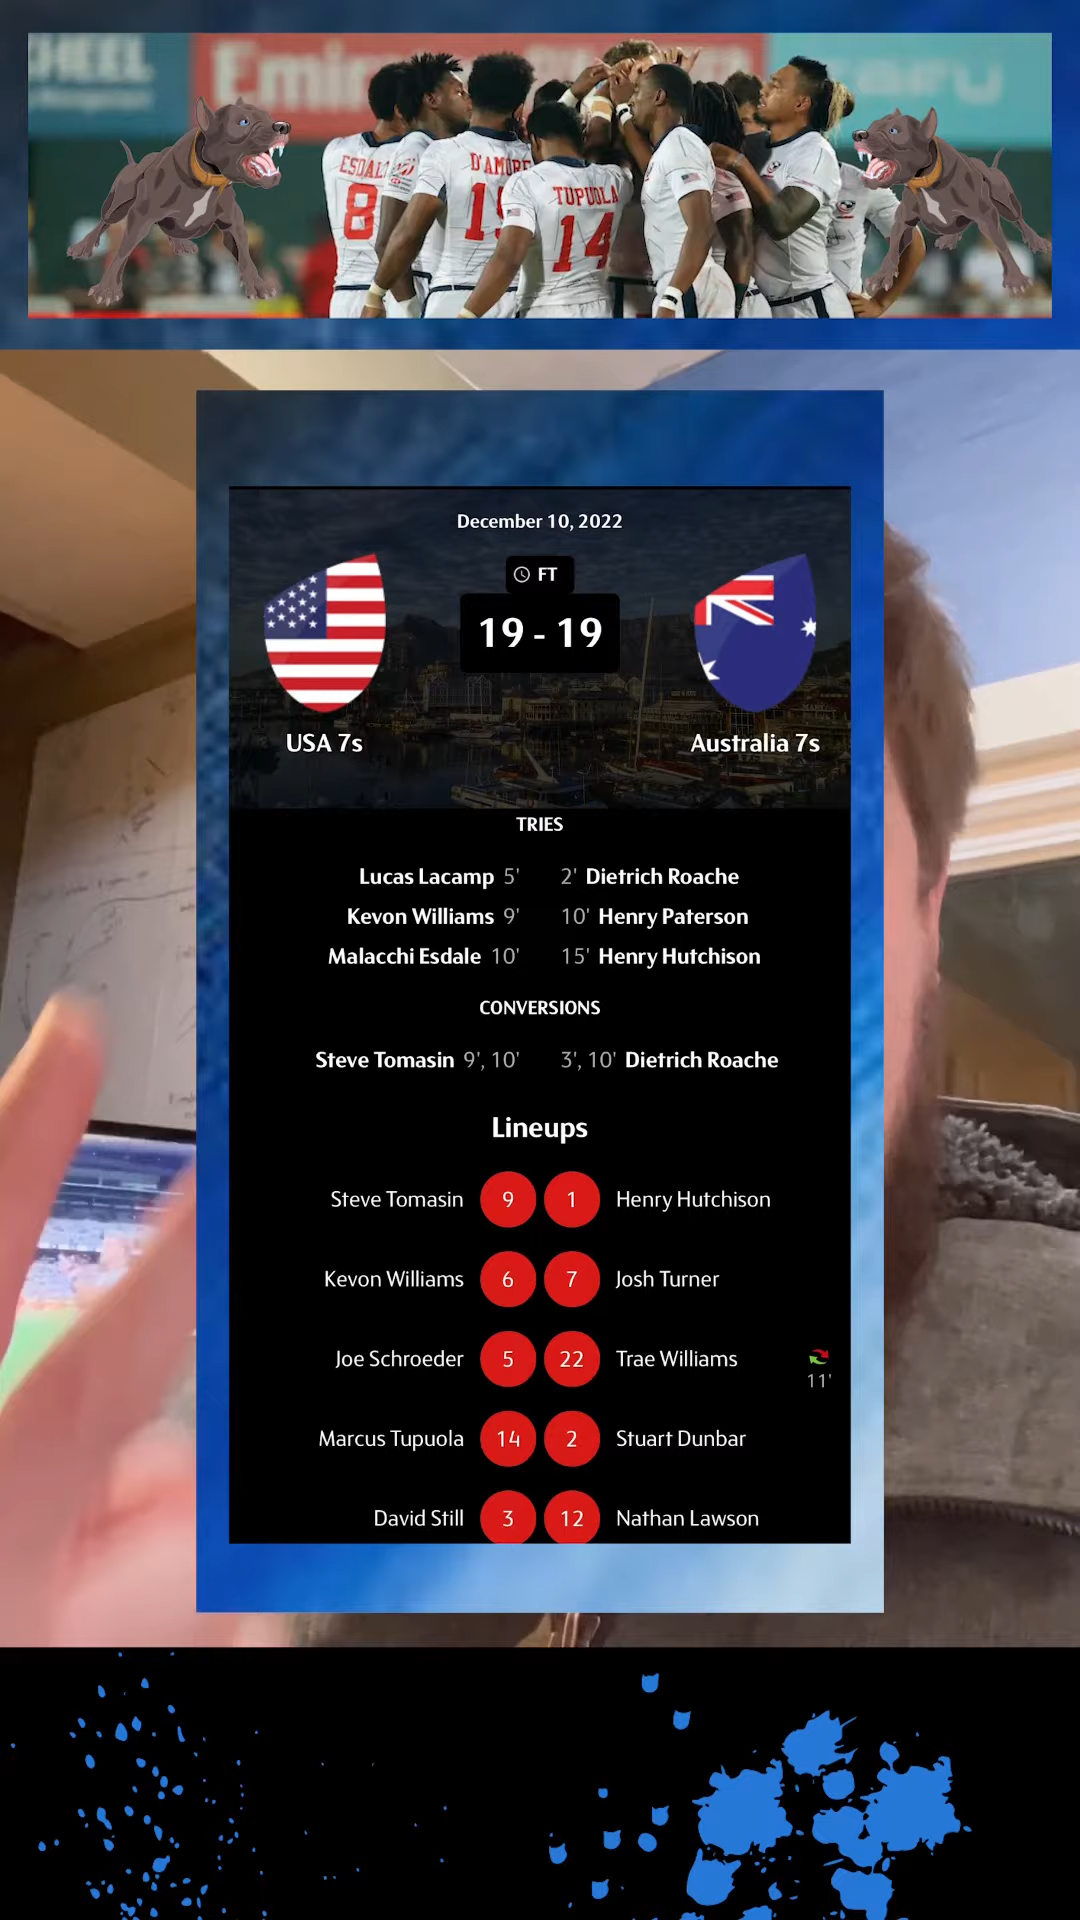 ESDALE
8
D'AMORE
TUPUOLA
14
December 10, 2022
FT
19 - 19
USA 7s
Australia 7s
TRIES
Lucas Lacamp 5' 2' Dietrich Roache
Kevon Williams 9' 10' Henry Paterson
Malacchi Esdale 10' 15' Henry Hutchison
CONVERSIONS
Steve Tomasin 9', 10' 3', 10' Dietrich Roache
Lineups
Steve Tomasin 9 1 Henry Hutchison
Kevon Williams 6 7 Josh Turner
Joe Schroeder 5 22 Trae Williams
11'
Marcus Tupuola 14 2 Stuart Dunbar
David Still 3 12 Nathan Lawson